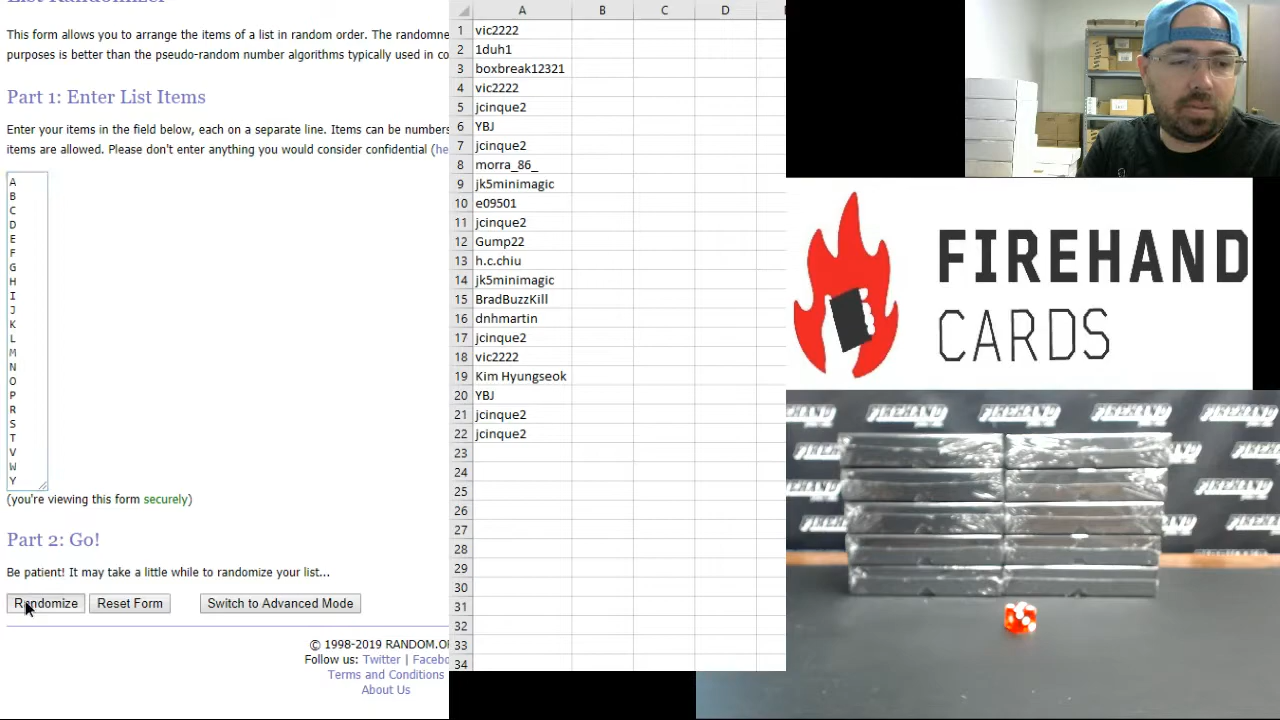 List Randomizer
This form allows you to arrange the items of a list in random order. The randomne
purposes is better than the pseudo-random number algorithms typically used in co
Part 1: Enter List Items
Enter your items in the field below, each on a separate line. Items can be numbers
items are allowed. Please don't enter anything you would consider confidential (he
A
B
C
D
E
F
G
H
I
J
K
L
M
N
O
P
R
S
T
V
W
Y
(you're viewing this form securely)
Part 2: Go!
Be patient! It may take a little while to randomize your list...
Randomize Reset Form Switch to Advanced Mode
© 1998-2019 RANDOM.OR
Follow us: Twitter | Facebo
Terms and Conditions
About Us
A B C D
1 vic2222
2 1duh1
3 boxbreak12321
4 vic2222
5 jcinque2
6 YBJ
7 jcinque2
8 morra_86_
9 jk5minimagic
10 e09501
11 jcinque2
12 Gump22
13 h.c.chiu
14 jk5minimagic
15 BradBuzzKill
16 dnhmartin
17 jcinque2
18 vic2222
19 Kim Hyungseok
20 YBJ
21 jcinque2
22 jcinque2
23
24
25
26
27
28
29
30
31
32
33
34
FIREHAND
CARDS